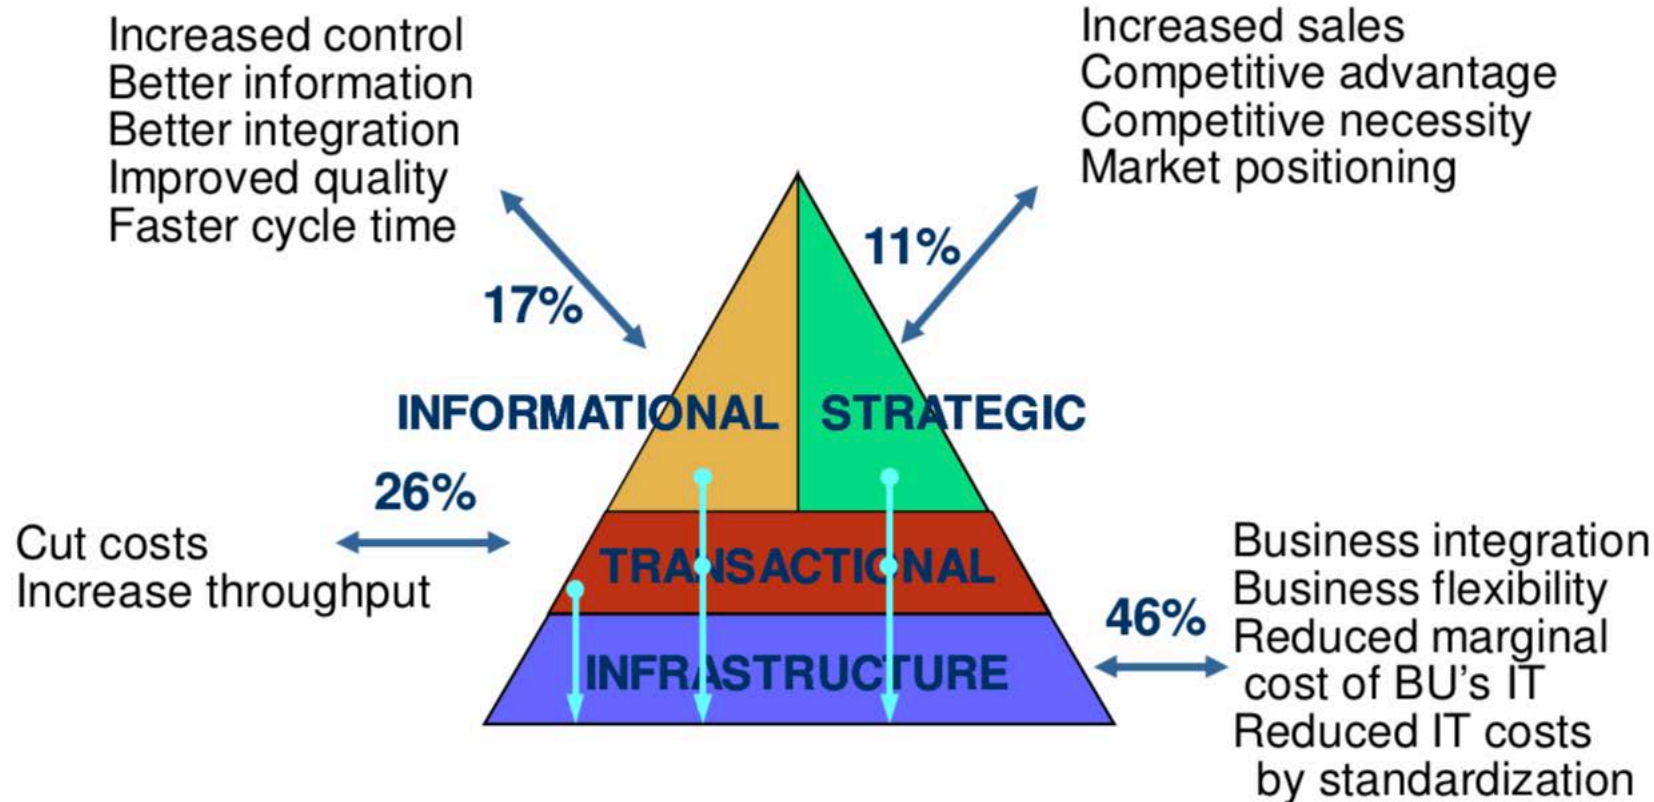 Increased control
Better information
Better integration
Improved quality
Faster cycle time
Increased sales
Competitive advantage
Competitive necessity
Market positioning
11%
17%
INFORMATIONAL
STRATEGIC
26%
Cut costs
Increase throughput
TRANSACTIONAL
46%
Business integration
Business flexibility
Reduced marginal
cost of BU's IT
Reduced IT costs
by standardization
INFRASTRUCTURE